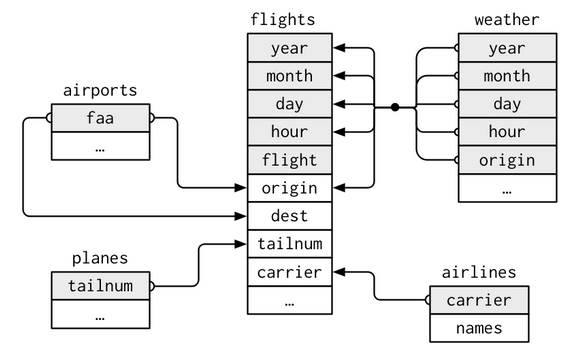 flights
year
month
day
hour
flight
origin
dest
tailnum
carrier
…
weather
year
month
day
hour
origin
…
airports
faa
…
planes
tailnum
…
airlines
carrier
names